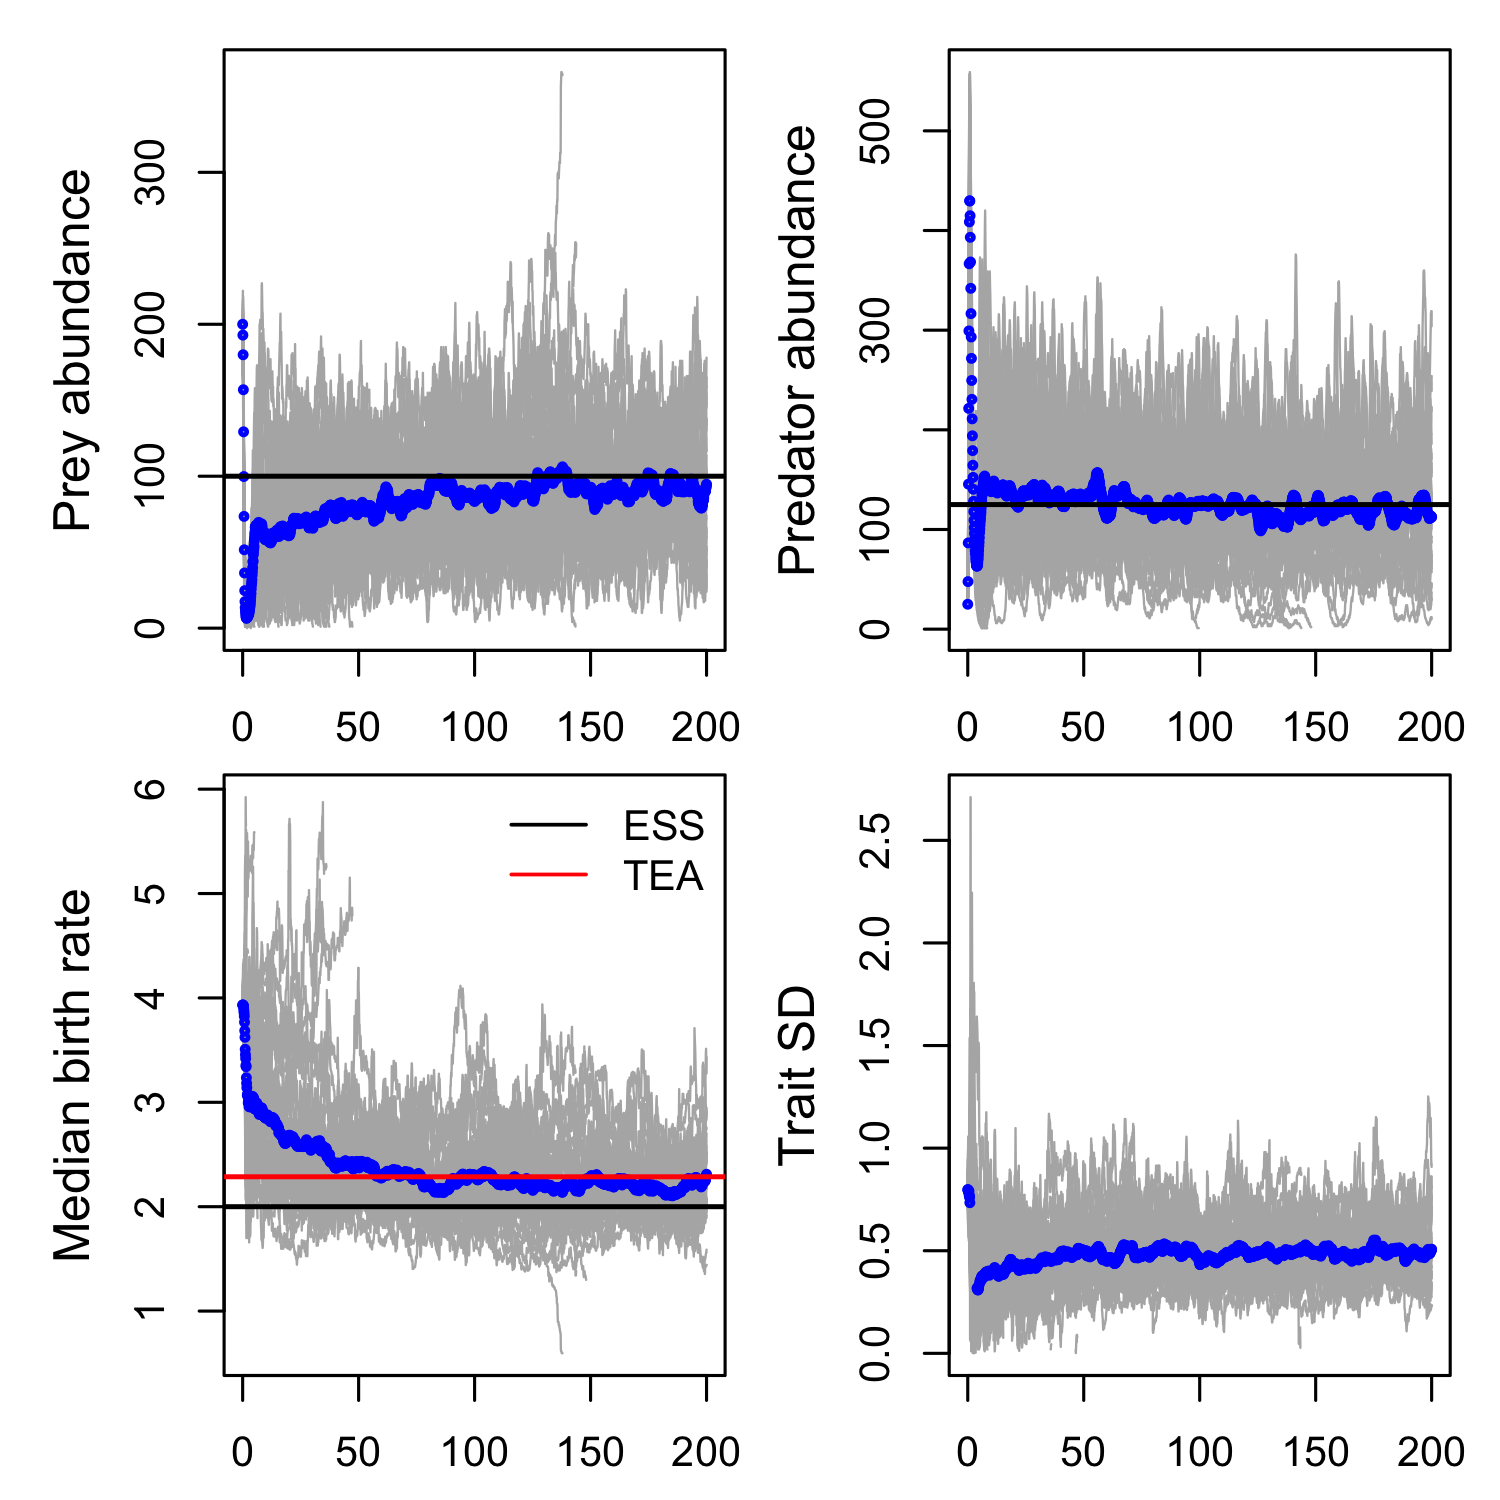 Prey abundance
0
100
200
300
0 50 100 150 200
Predator abundance
0
100
300
500
0 50 100 150 200
Median birth rate
1
2
3
4
5
6
ESS
TEA
0 50 100 150 200
Trait SD
0.0
0.5
1.0
1.5
2.0
2.5
0 50 100 150 200